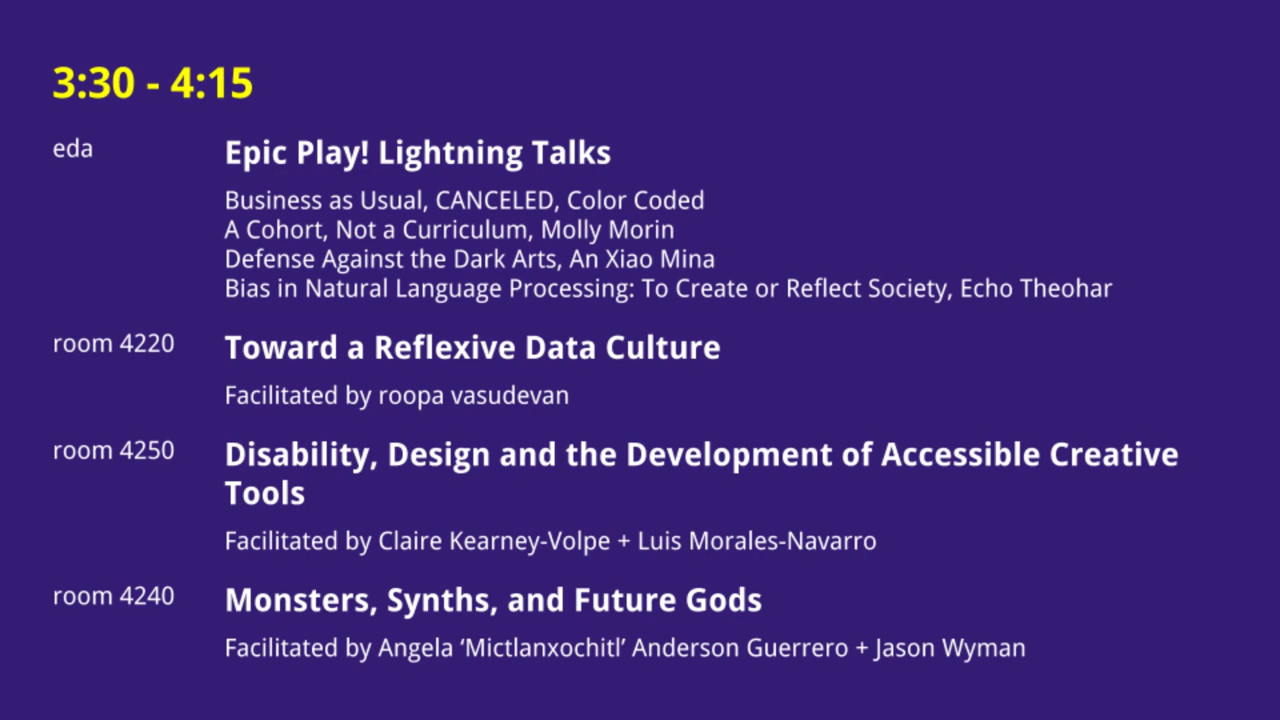 3:30 - 4:15
eda
Epic Play! Lightning Talks
Business as Usual, CANCELED, Color Coded
A Cohort, Not a Curriculum, Molly Morin
Defense Against the Dark Arts, An Xiao Mina
Bias in Natural Language Processing: To Create or Reflect Society, Echo Theohar
room 4220
Toward a Reflexive Data Culture
Facilitated by roopa vasudevan
room 4250
Disability, Design and the Development of Accessible Creative
Tools
Facilitated by Claire Kearney-Volpe + Luis Morales-Navarro
room 4240
Monsters, Synths, and Future Gods
Facilitated by Angela ‘Mictlanxochitl’ Anderson Guerrero + Jason Wyman